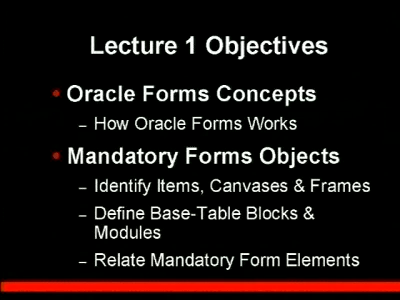 Lecture 1 Objectives
• Oracle Forms Concepts
– How Oracle Forms Works
• Mandatory Forms Objects
– Identify Items, Canvases & Frames
– Define Base-Table Blocks &
Modules
– Relate Mandatory Form Elements